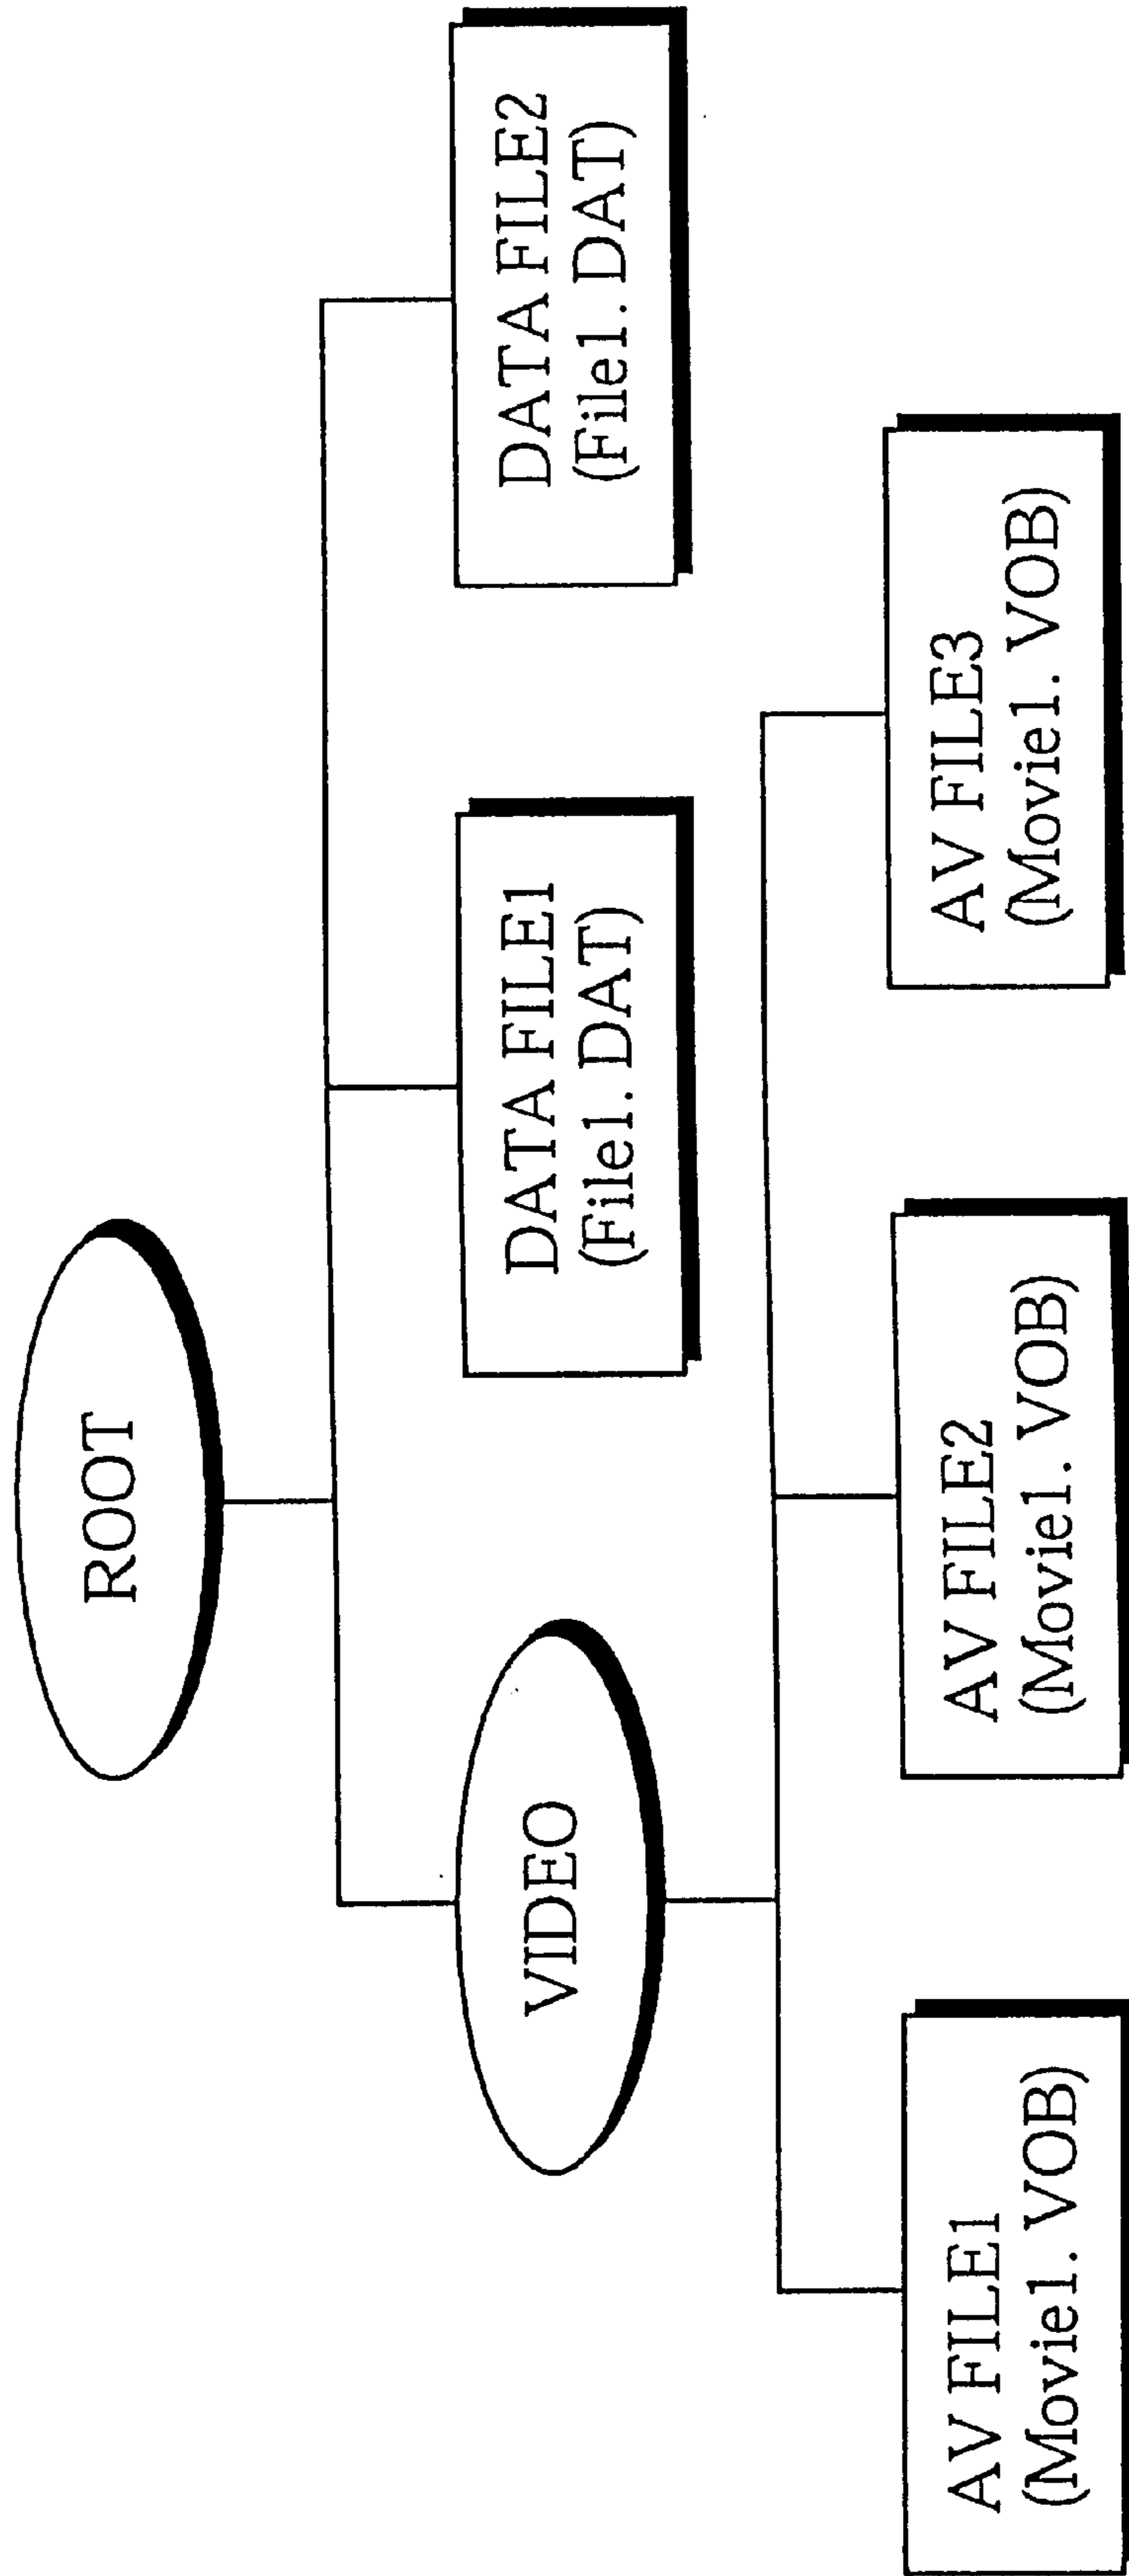 ROOT
VIDEO
DATA FILE1
(File1. DAT)
DATA FILE2
(File1. DAT)
AV FILE1
(Movie1. VOB)
AV FILE2
(Movie1. VOB)
AV FILE3
(Movie1. VOB)